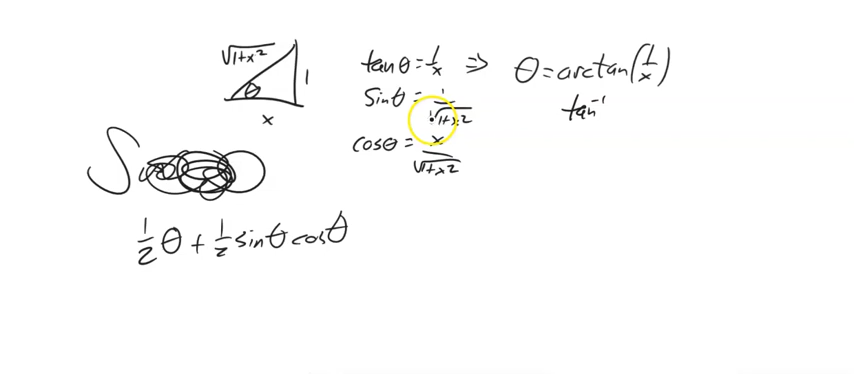 √1+x²
1
θ
x
tanθ = 1/x ⇒ θ = arctan(1/x)
sinθ = 1/√1+x²
tan⁻¹
cosθ = x/√1+x²
∫
1/2 θ + 1/2 sinθ cosθ